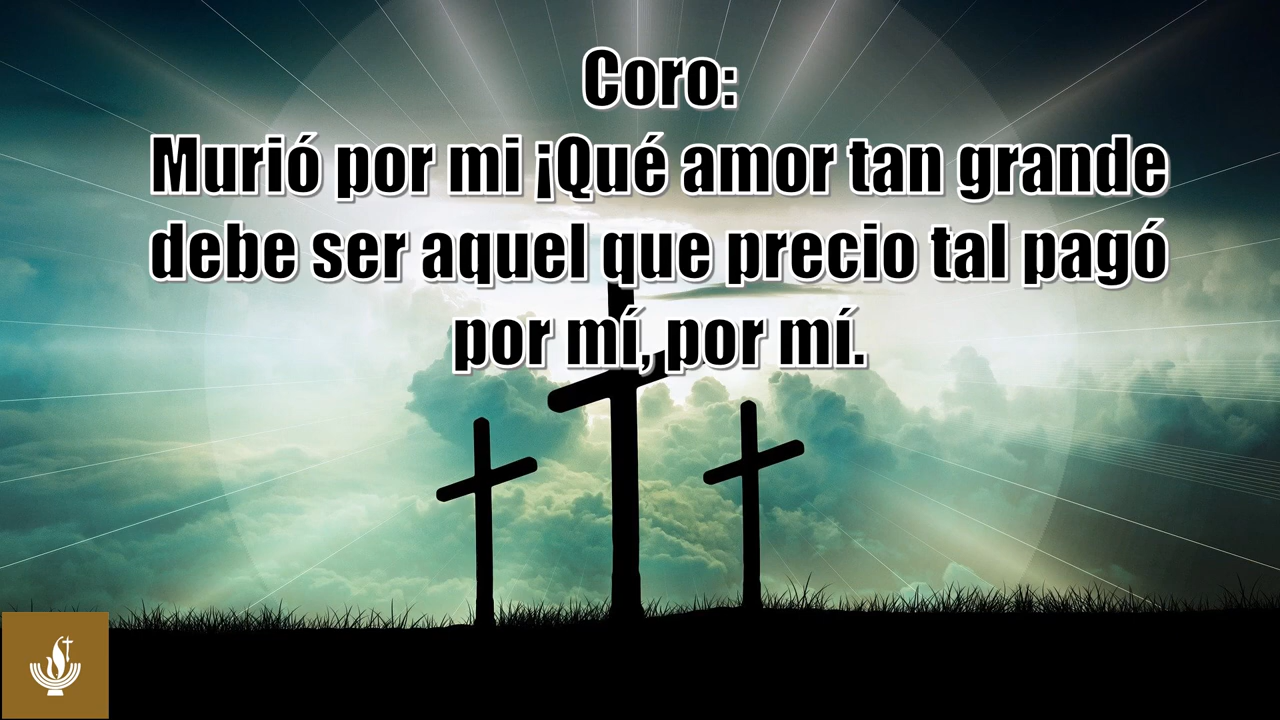 Coro:
Murió por mi ¡Qué amor tan grande
debe ser aquel que precio tal pagó
por mí, por mí.